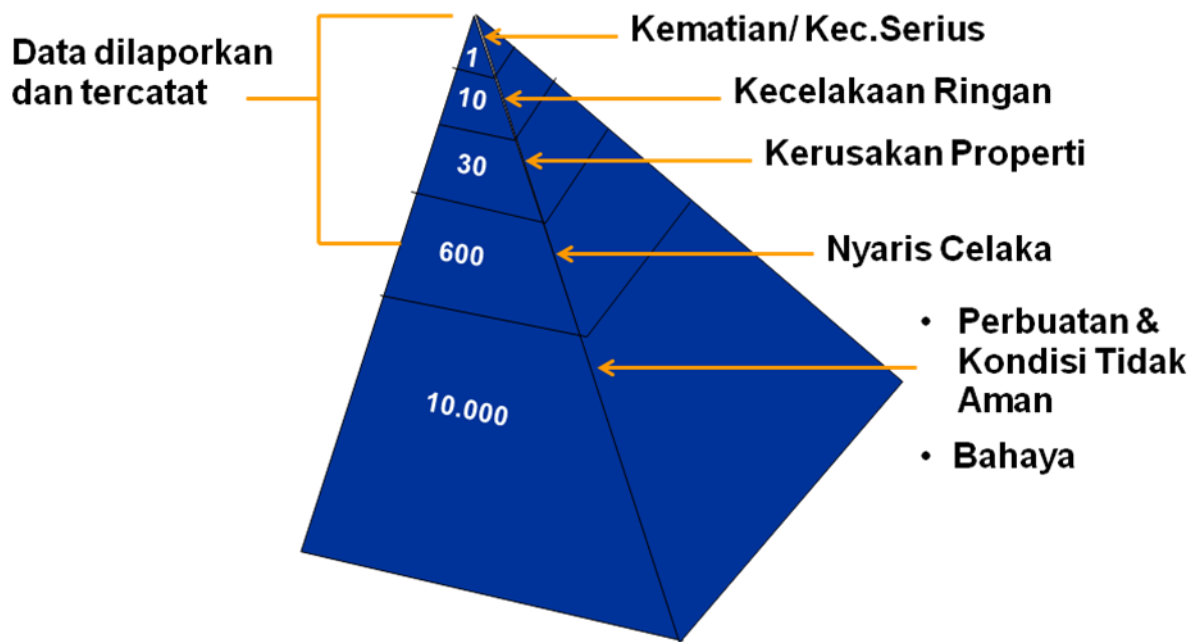 Data dilaporkan
dan tercatat
Kematian/ Kec.Serius
1
Kecelakaan Ringan
10
Kerusakan Properti
30
Nyaris Celaka
600
• Perbuatan &
Kondisi Tidak
Aman
• Bahaya
10.000